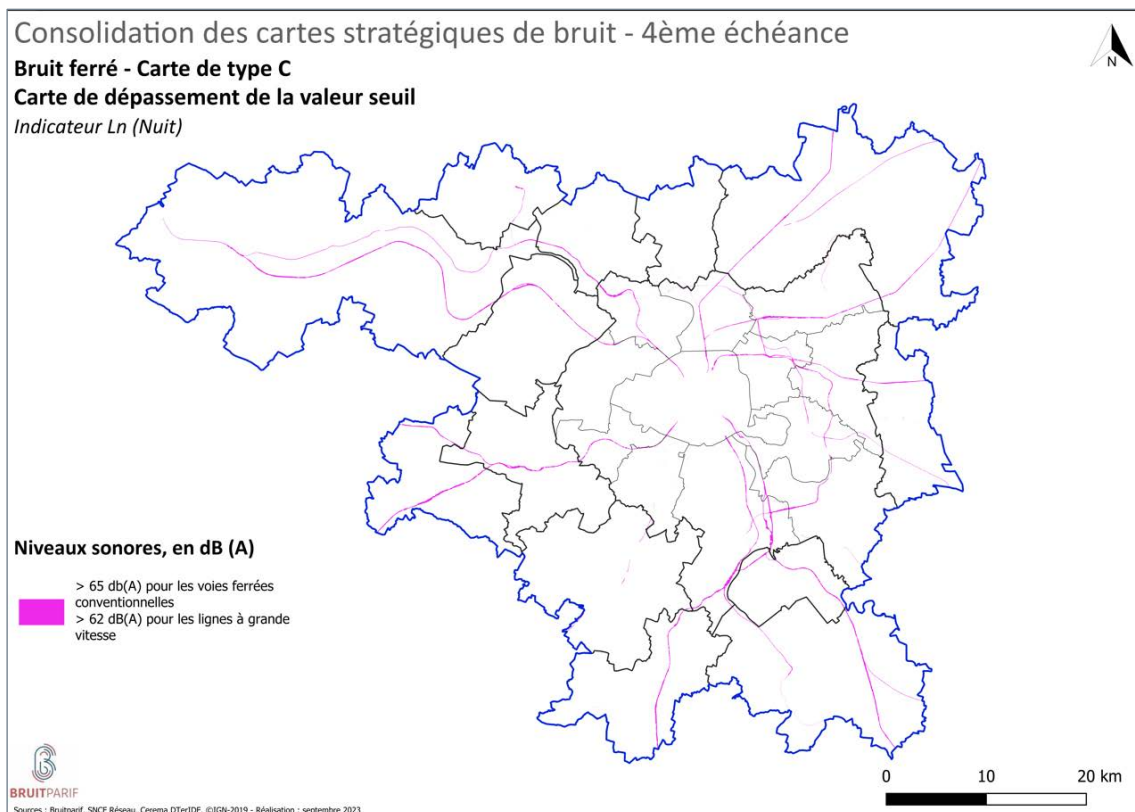 Consolidation des cartes stratégiques de bruit - 4ème échéance
Bruit ferré - Carte de type C
Carte de dépassement de la valeur seuil
Indicateur Ln (Nuit)
N
Niveaux sonores, en dB (A)
> 65 db(A) pour les voies ferrées
conventionnelles
> 62 dB(A) pour les lignes à grande
vitesse
BRUITPARIF
0 10 20 km
Sources : Bruitparif, SNCF Réseau, Cerema DTerIDF, ©IGN-2019 - Réalisation : septembre 2023